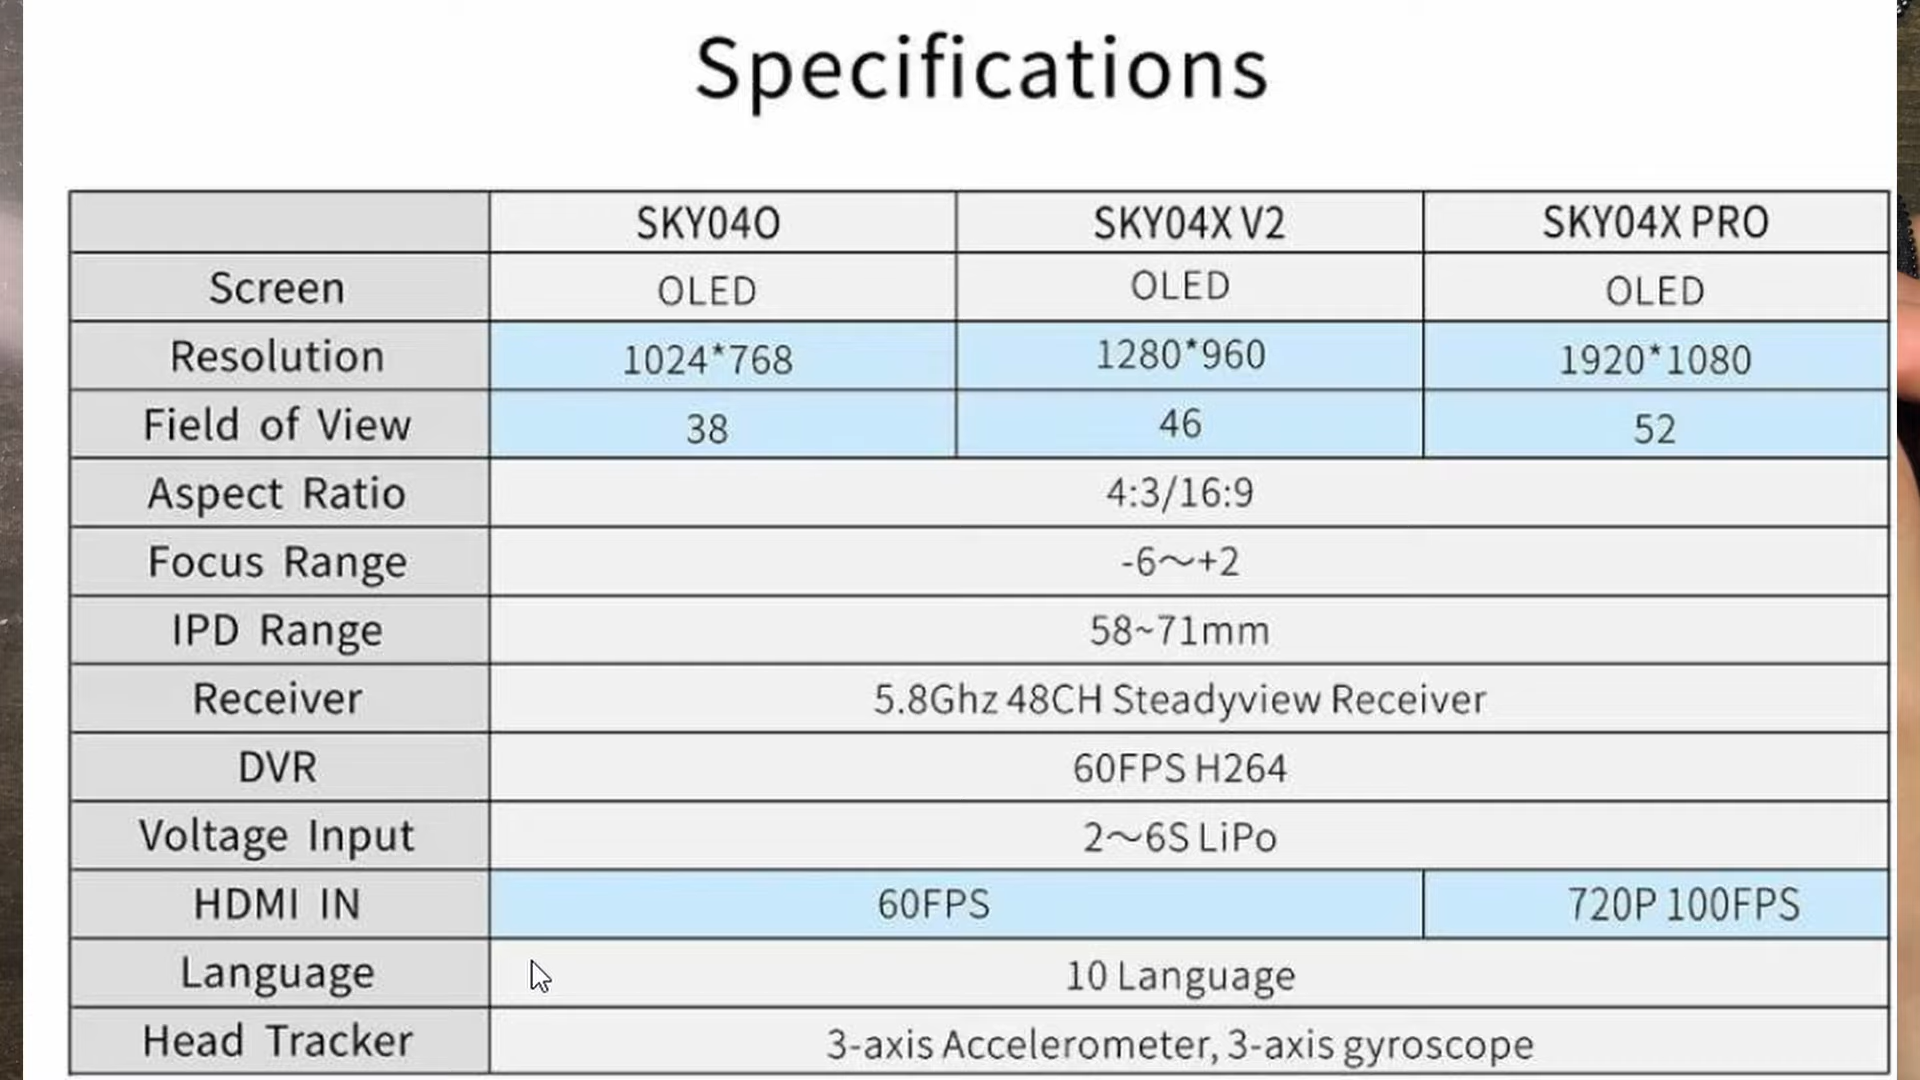 Specifications
SKY04O SKY04X V2 SKY04X PRO
Screen OLED OLED OLED
Resolution 1024*768 1280*960 1920*1080
Field of View 38 46 52
Aspect Ratio 4:3/16:9
Focus Range -6～+2
IPD Range 58~71mm
Receiver 5.8Ghz 48CH Steadyview Receiver
DVR 60FPS H264
Voltage Input 2～6S LiPo
HDMI IN 60FPS 720P 100FPS
Language 10 Language
Head Tracker 3-axis Accelerometer, 3-axis gyroscope